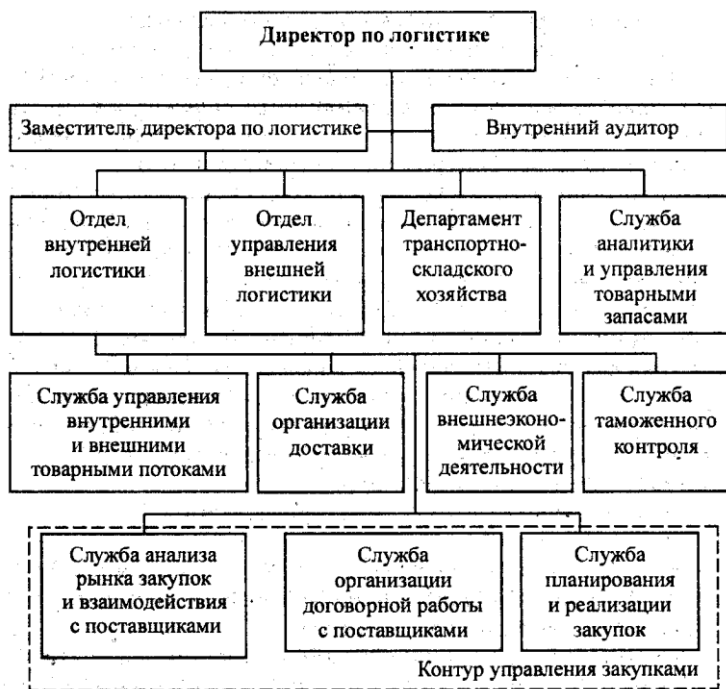 Директор по логистике
Заместитель директора по логистике
Внутренний аудитор
Отдел
внутренней
логистики
Отдел
управления
внешней
логистики
Департамент
транспортно-
складского
хозяйства
Служба
аналитики
и управления
товарными
запасами
Служба управления
внутренними
и внешними
товарными потоками
Служба
организации
доставки
Служба
внешнеэконо-
мической
деятельности
Служба
таможенного
контроля
Служба анализа
рынка закупок
и взаимодействия
с поставщиками
Служба
организации
договорной работы
с поставщиками
Служба
планирования
и реализации
закупок
Контур управления закупками